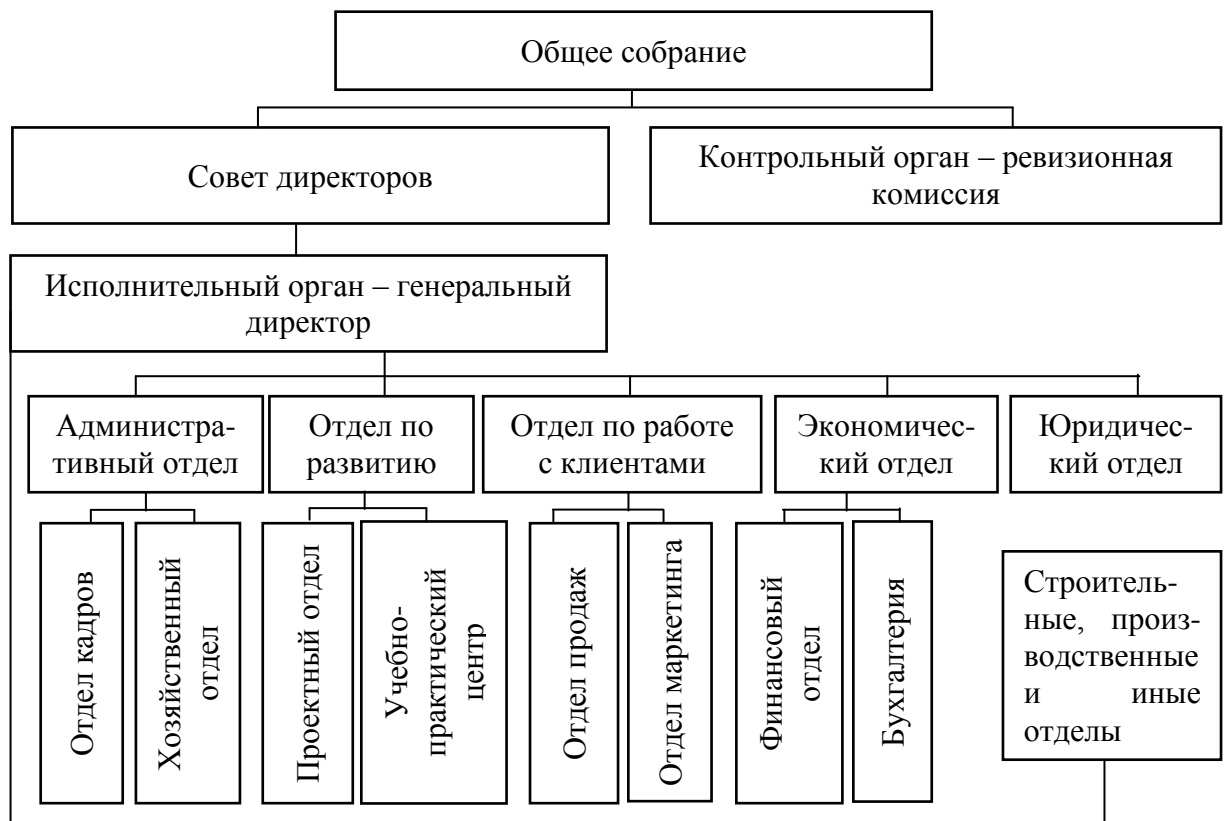 Общее собрание
Совет директоров
Контрольный орган – ревизионная
комиссия
Исполнительный орган – генеральный
директор
Администра-
тивный отдел
Отдел по
развитию
Отдел по работе
с клиентами
Экономичес-
кий отдел
Юридичес-
кий отдел
Отдел кадров
Хозяйственный
отдел
Проектный отдел
Учебно-
практический
центр
Отдел продаж
Отдел маркетинга
Финансовый
отдел
Бухгалтерия
Строитель-
ные, произ-
водственные
и иные
отделы